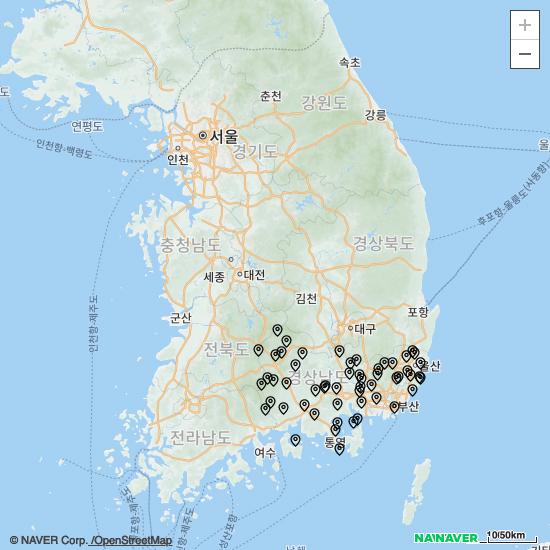 +
−
속초
춘천
강원도
강릉
도
연평도
서울
인천
경기도
인천항-백령도
울
후포항-울릉도(사동항)
충청남도
경상북도
세종
대전
김천
인천항-제주도
군산
포항
대구
전북도
울산
경상남도
부산
전라남도
여수
통영
© NAVER Corp. /OpenStreetMap
NAVER
10/50km